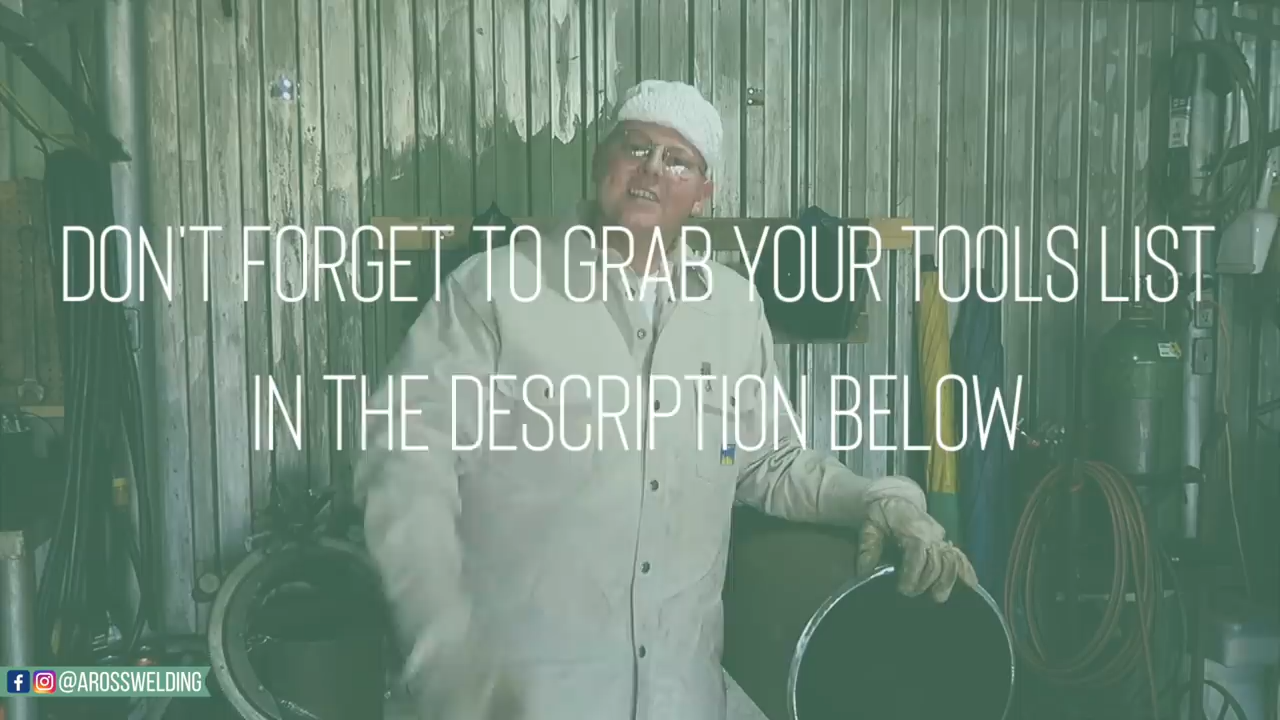 DON'T FORGET TO GRAB YOUR TOOLS LIST
IN THE DESCRIPTION BELOW
@AROSSWELDING